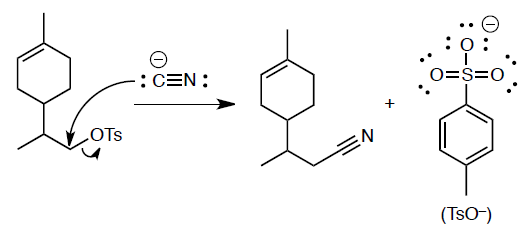 OTs
⊖
:C≡N:
N
+
⊖
O
O=S=O
(TsO–)